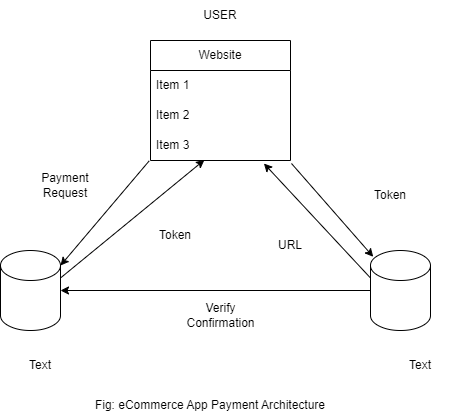 USER
Website
Item 1
Item 2
Item 3
Payment
Request
Token
Token
URL
Verify
Confirmation
Text
Text
Fig: eCommerce App Payment Architecture